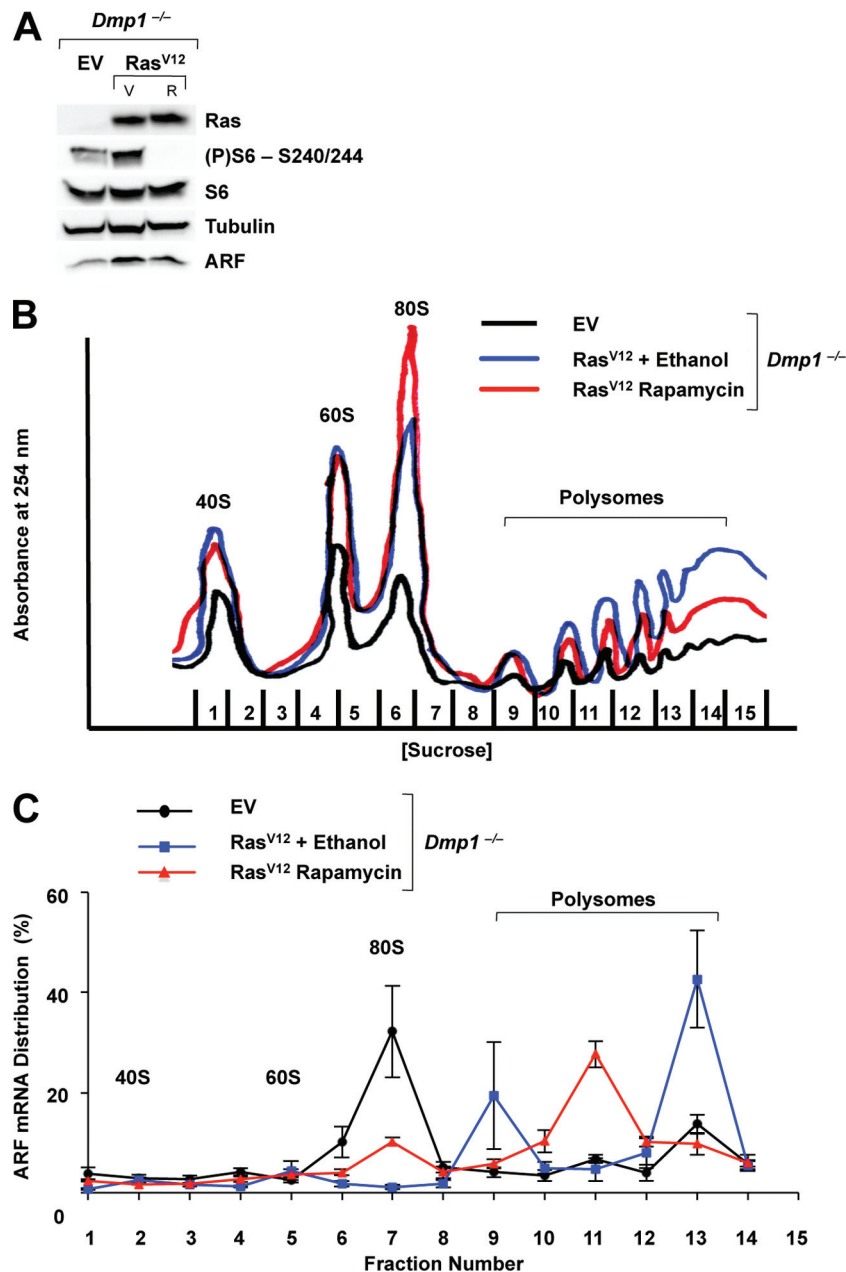 A
Dmp1 –/–
EV RasV12
V R
Ras
(P)S6 – S240/244
S6
Tubulin
ARF
B
80S
60S
40S
EV
RasV12 + Ethanol
RasV12 Rapamycin
Dmp1 –/–
Polysomes
Absorbance at 254 nm
1 2 3 4 5 6 7 8 9 10 11 12 13 14 15
[Sucrose]
C
EV
RasV12 + Ethanol
RasV12 Rapamycin
Dmp1 –/–
Polysomes
80S
40S
60S
ARF mRNA Distribution (%)
60
40
20
0
1 2 3 4 5 6 7 8 9 10 11 12 13 14 15
Fraction Number